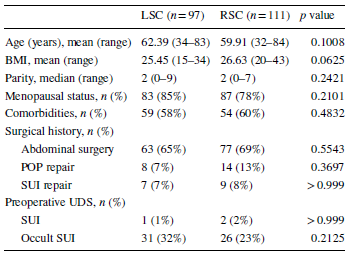 LSC (n = 97) RSC (n = 111) p value
Age (years), mean (range) 62.39 (34–83) 59.91 (32–84) 0.1008
BMI, mean (range) 25.45 (15–34) 26.63 (20–43) 0.0625
Parity, median (range) 2 (0–9) 2 (0–7) 0.2421
Menopausal status, n (%) 83 (85%) 87 (78%) 0.2101
Comorbidities, n (%) 59 (58%) 54 (60%) 0.4832
Surgical history, n (%)
Abdominal surgery 63 (65%) 77 (69%) 0.5543
POP repair 8 (7%) 14 (13%) 0.3697
SUI repair 7 (7%) 9 (8%) > 0.999
Preoperative UDS, n (%)
SUI 1 (1%) 2 (2%) > 0.999
Occult SUI 31 (32%) 26 (23%) 0.2125